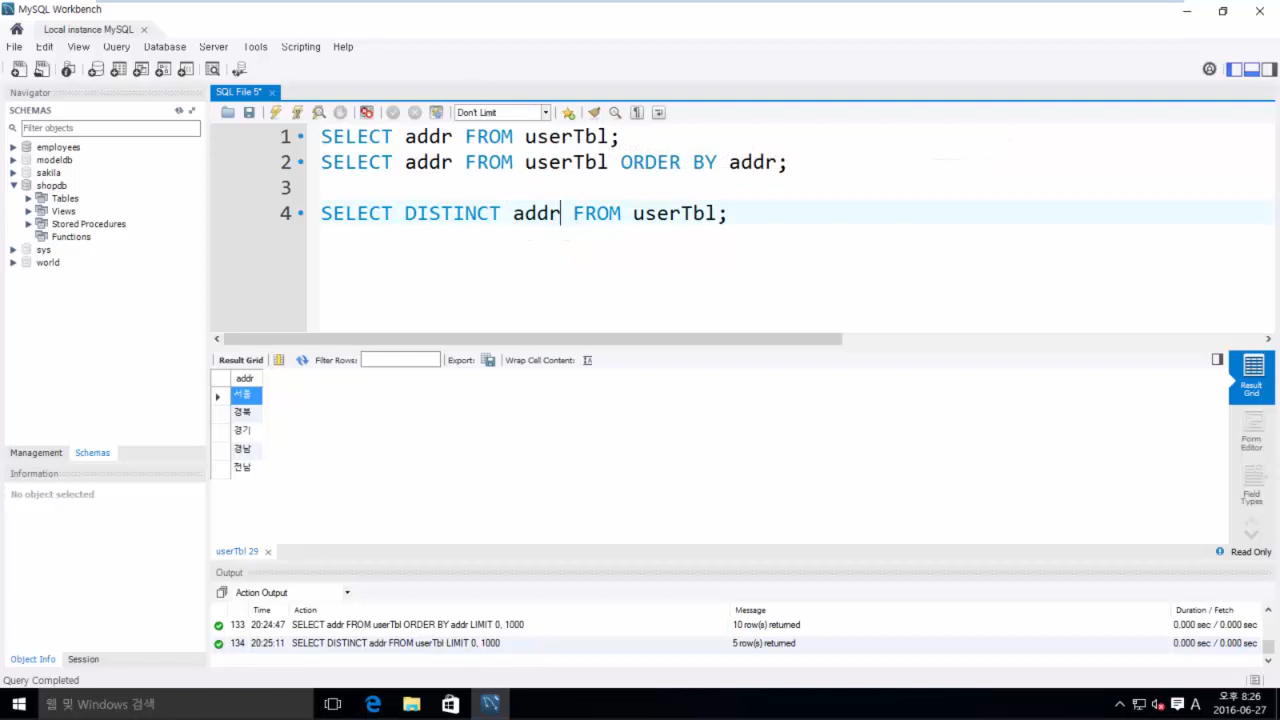 MySQL Workbench
Local instance MySQL
File Edit View Query Database Server Tools Scripting Help
Navigator
SCHEMAS
Filter objects
employees
modeldb
sakila
shopdb
Tables
Views
Stored Procedures
Functions
sys
world
Management Schemas
Information
No object selected
Object Info Session
SQL File 5*
Don't Limit
1 SELECT addr FROM userTbl;
2 SELECT addr FROM userTbl ORDER BY addr;
3
4 SELECT DISTINCT addr FROM userTbl;
Result Grid Filter Rows: Export: Wrap Cell Content:
addr
서울
경북
경기
경남
전남
Result Grid
Form Editor
Field Types
userTbl 29
Read Only
Output
Action Output
Time Action Message Duration / Fetch
133 20:24:47 SELECT addr FROM userTbl ORDER BY addr LIMIT 0, 1000 10 row(s) returned 0.000 sec / 0.000 sec
134 20:25:11 SELECT DISTINCT addr FROM userTbl LIMIT 0, 1000 5 row(s) returned 0.000 sec / 0.000 sec
Query Completed
웹 및 Windows 검색
A
오후 8:26
2016-06-27